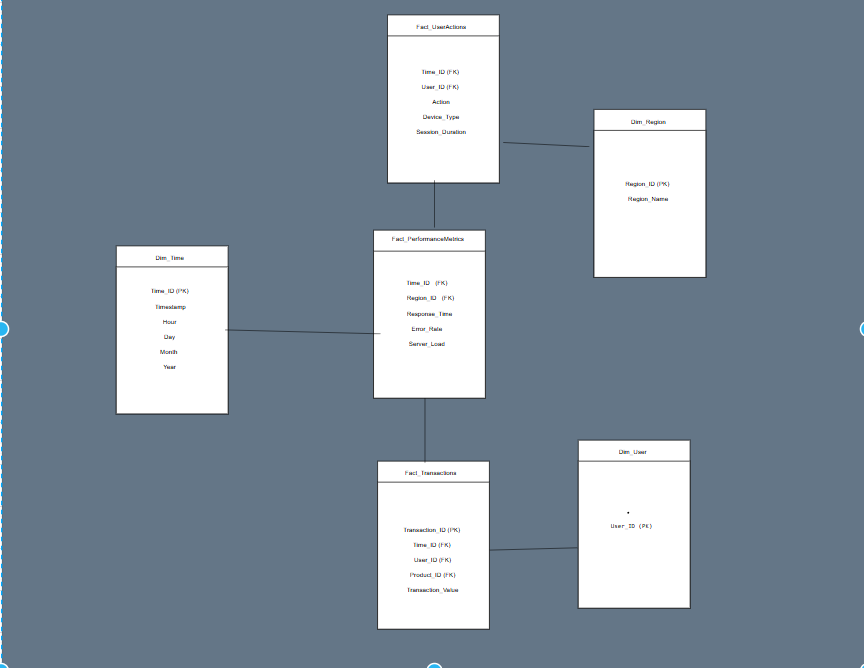 Fact_UserActions
Time_ID (FK)
User_ID (FK)
Action
Device_Type
Session_Duration
Dim_Region
Region_ID (PK)
Region_Name
Fact_PerformanceMetrics
Time_ID (FK)
Region_ID (FK)
Response_Time
Error_Rate
Server_Load
Dim_Time
Time_ID (PK)
Timestamp
Hour
Day
Month
Year
Fact_Transactions
Transaction_ID (PK)
Time_ID (FK)
User_ID (FK)
Product_ID (FK)
Transaction_Value
Dim_User
•
User_ID (PK)